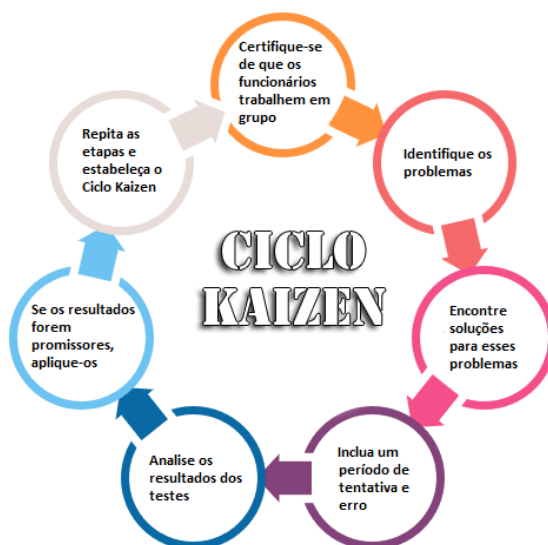 Certifique-se
de que os
funcionários
trabalhem em
grupo
Identifique os
problemas
Encontre
soluções
para esses
problemas
Inclua um
período de
tentativa e
erro
Analise os
resultados dos
testes
Se os resultados
forem
promissores,
aplique-os
Repita as
etapas e
estabeleça o
Ciclo Kaizen
CICLO
KAIZEN